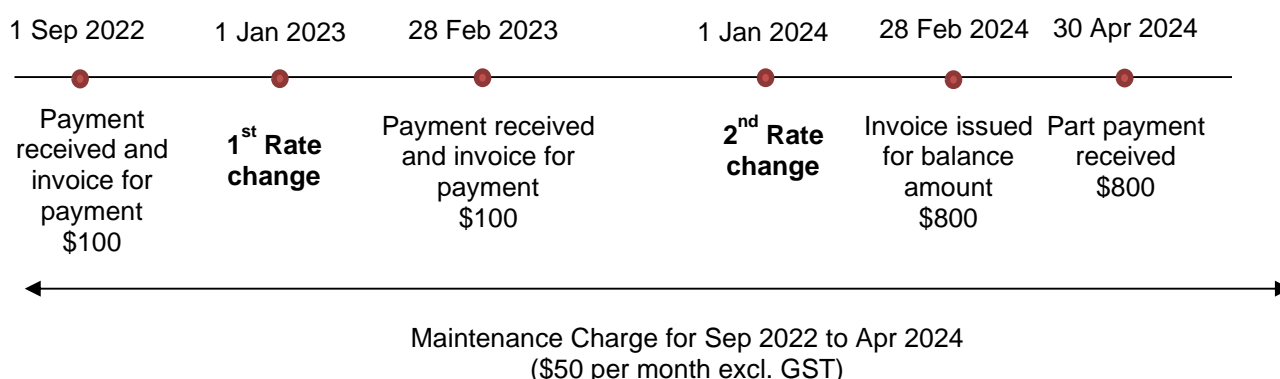 1 Sep 2022
1 Jan 2023
28 Feb 2023
1 Jan 2024
28 Feb 2024
30 Apr 2024
Payment
received and
invoice for
payment
$100
1st Rate
change
Payment received
and invoice for
payment
$100
2nd Rate
change
Invoice issued
for balance
amount
$800
Part payment
received
$800
Maintenance Charge for Sep 2022 to Apr 2024
($50 per month excl. GST)